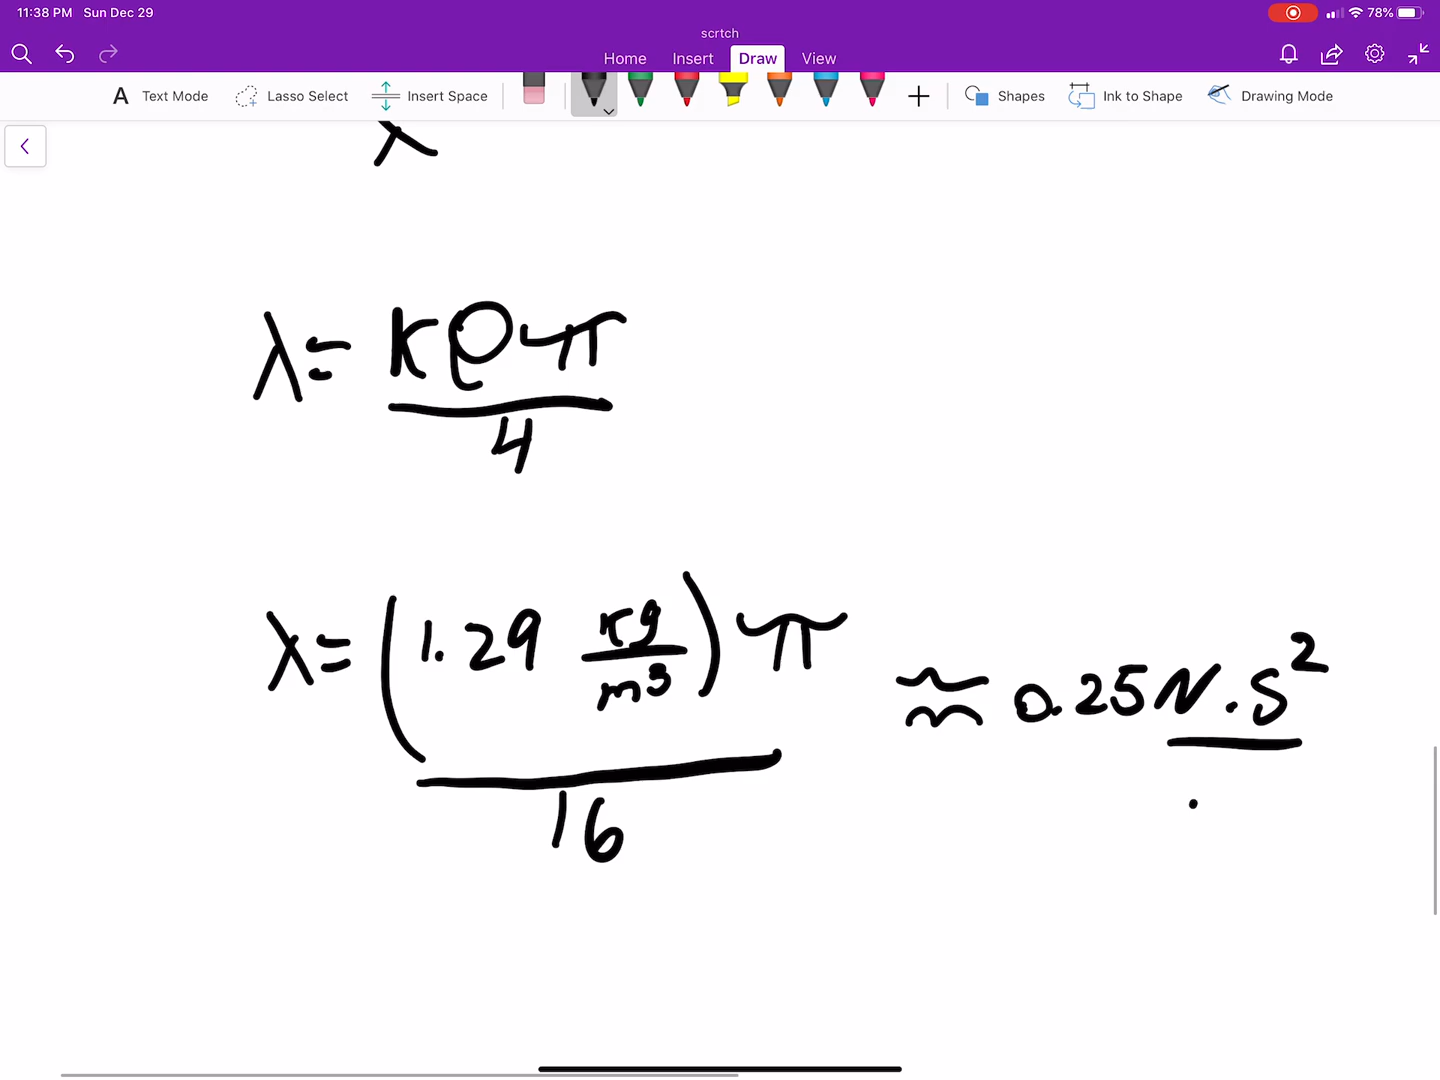 11:38 PM Sun Dec 29
78%
scrtch
Home Insert Draw View
A Text Mode Lasso Select Insert Space Shapes Ink to Shape Drawing Mode
λ
λ= kρπ
4
λ= (1.29 kg/m³) π ≈ 0.25 N.S²
16